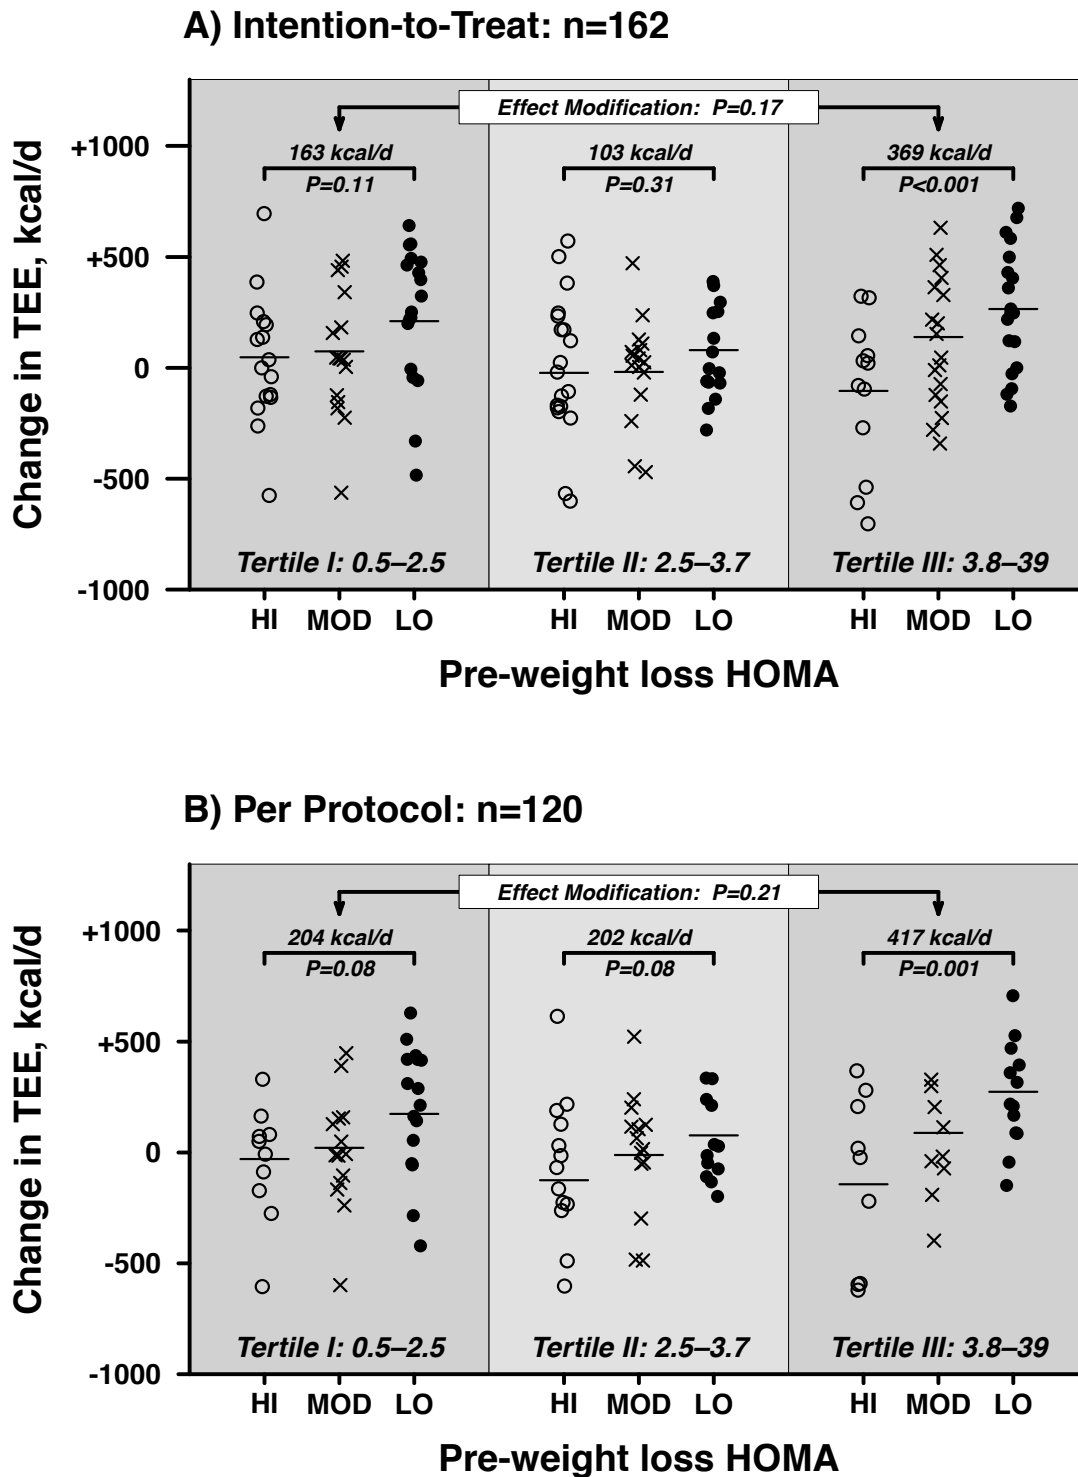 A) Intention-to-Treat: n=162
Effect Modification: P=0.17
+1000
163 kcal/d
103 kcal/d
369 kcal/d
P=0.11
P=0.31
P<0.001
+500
0
-500
Change in TEE, kcal/d
Tertile I: 0.5–2.5
Tertile II: 2.5–3.7
Tertile III: 3.8–39
-1000
HI MOD LO
HI MOD LO
HI MOD LO
Pre-weight loss HOMA
B) Per Protocol: n=120
Effect Modification: P=0.21
+1000
204 kcal/d
202 kcal/d
417 kcal/d
P=0.08
P=0.08
P=0.001
+500
0
-500
Change in TEE, kcal/d
Tertile I: 0.5–2.5
Tertile II: 2.5–3.7
Tertile III: 3.8–39
-1000
HI MOD LO
HI MOD LO
HI MOD LO
Pre-weight loss HOMA